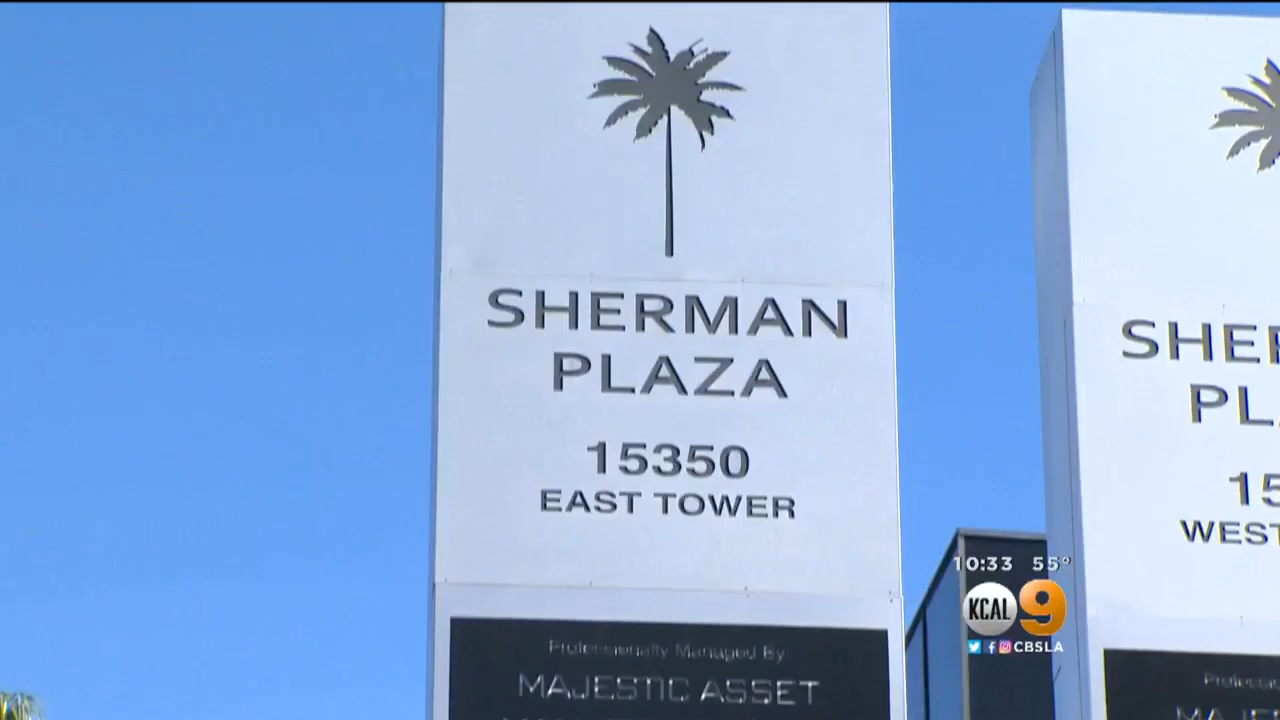 SHERMAN
PLAZA
15350
EAST TOWER
Professionally Managed By:
MAJESTIC ASSET
SHE
PL
15
WEST
10:33 55°
KCAL 9
CBSLA